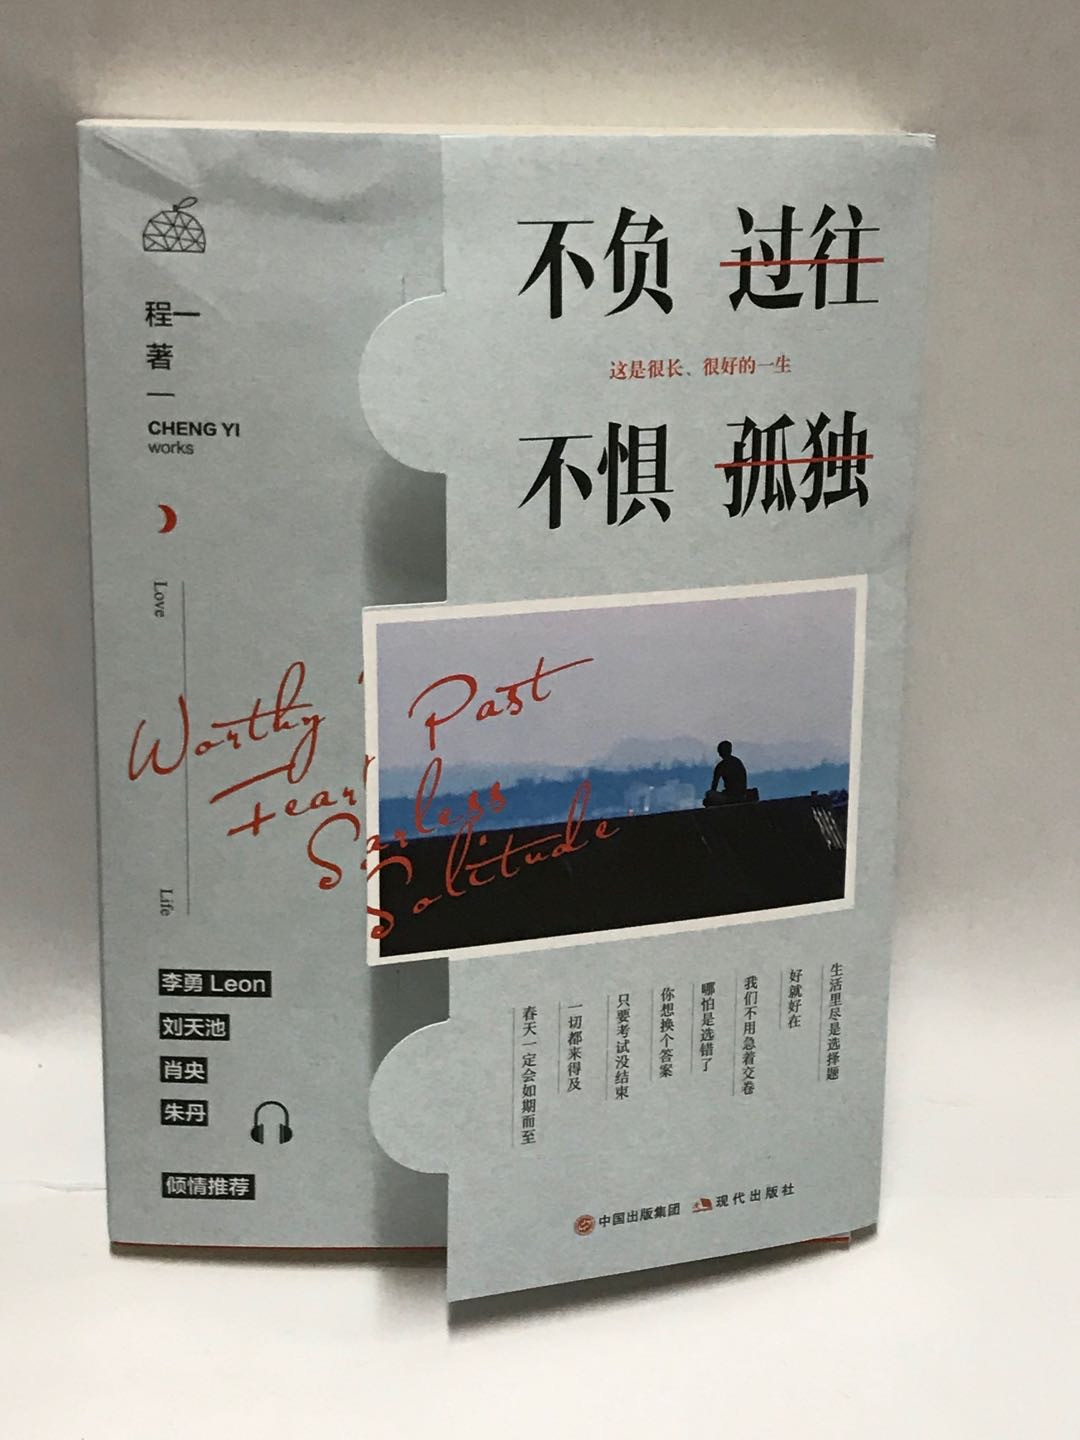 不负 过往
这是很长、很好的一生
不惧 孤独
程一
著
CHENG YI
works
Love
Life
Worthy
Past
Fear less
Solitude
生活里尽是选择题
好就好在
我们不用急着交卷
哪怕是选错了
你想换个答案
只要考试没结束
一切都来得及
春天一定会如期而至
李勇 Leon
刘天池
肖央
朱丹
倾情推荐
中国出版集团 现代出版社